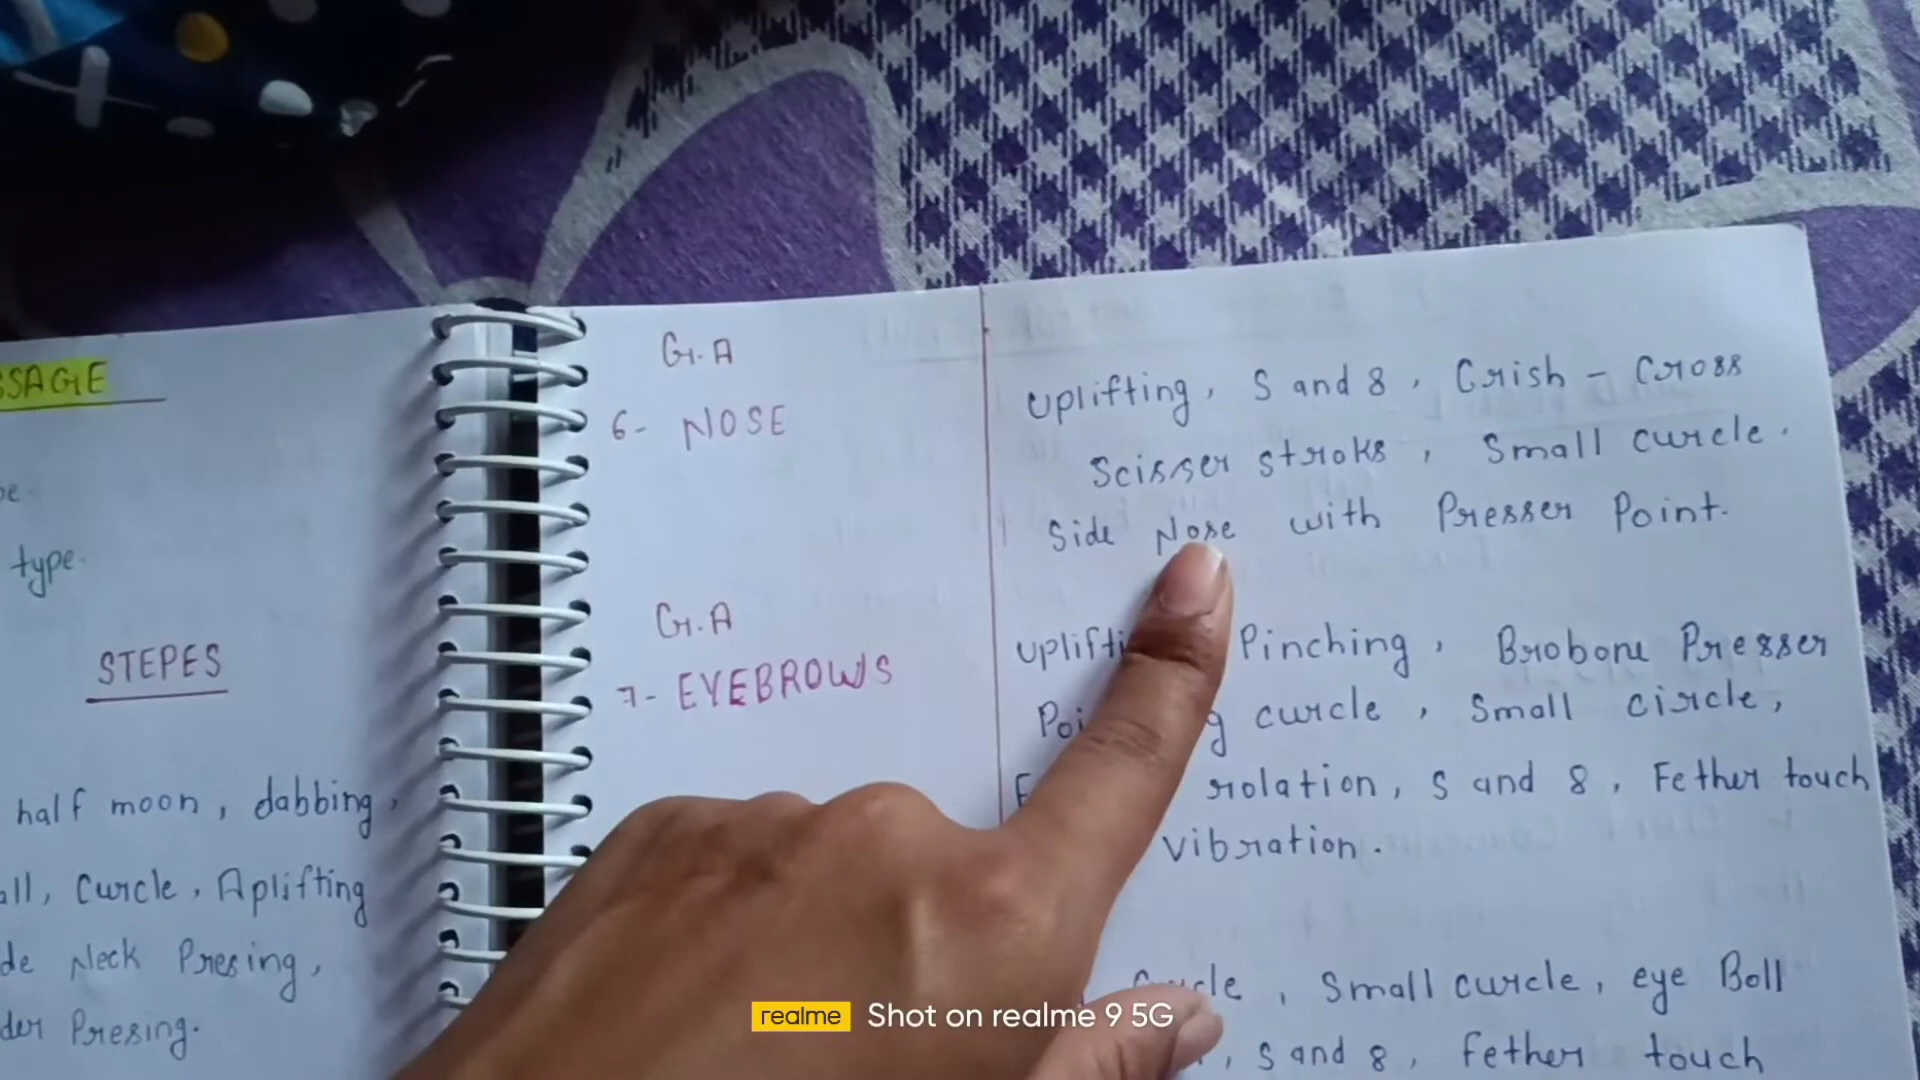 SSAGE
type.
STEPES
half moon, dabbing,
all, Curcle, Aplifting
de Neck Presing,
der Presing.
G.A
6- NOSE
Uplifting, S and 8, Crish - Cross
Scisser stroks, Small curcle.
Side Nose with Presser Point.
G.A
7- EYEBROWS
Pinching, Brobone Presser
curcle, Small circle,
rolation, S and 8, Fether touch
vibration.
Small curcle, eye Boll
, S and 8, Fether touch
realme Shot on realme 9 5G